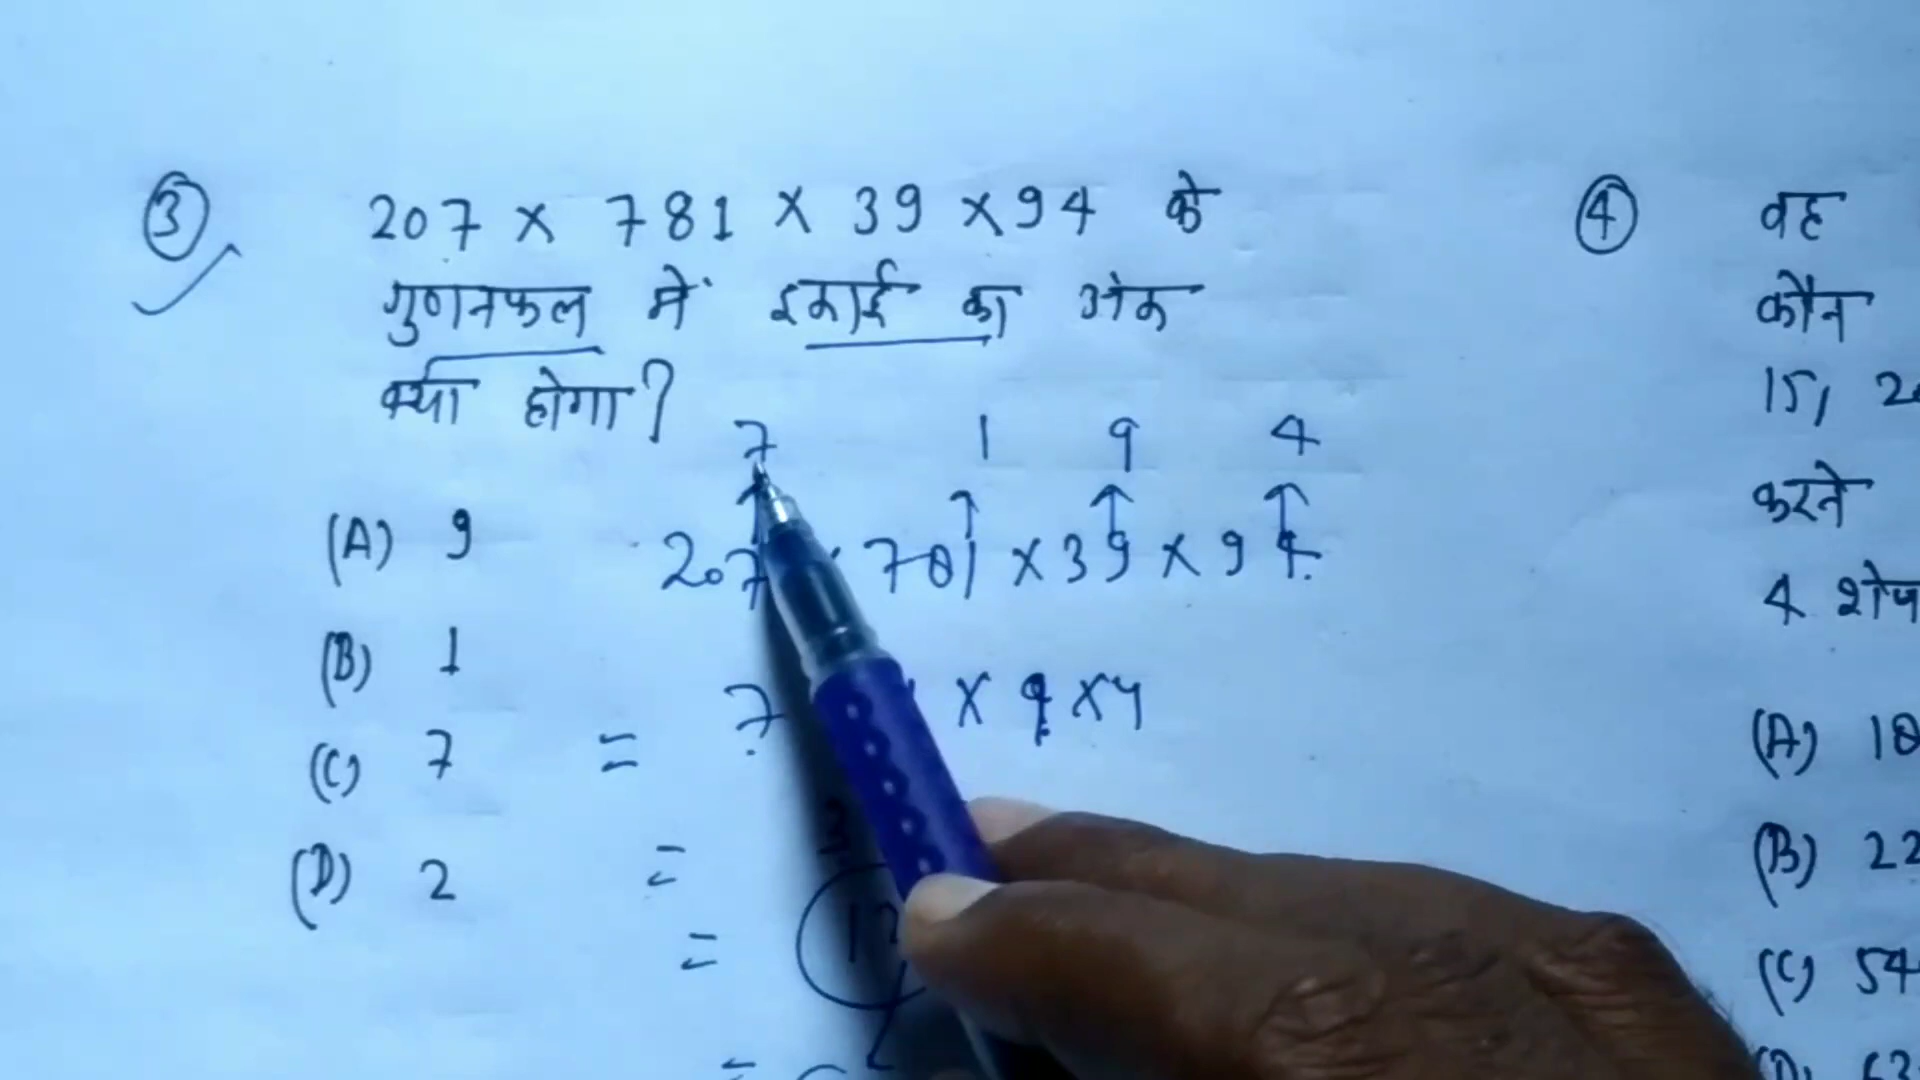 ③ 207 × 781 × 39 × 94 के
गुणनफल में इकाई का अंक
क्या होगा?
7 1 9 4
(A) 9
207 × 781 × 39 × 94
(B) 1
= 7 × 9 × 4
(C) 7
(D) 2
=
=
=
④ वह
कौन
15, 2
करने
4 शेष
(A) 18
(B) 22
(C) 54
(D) 63